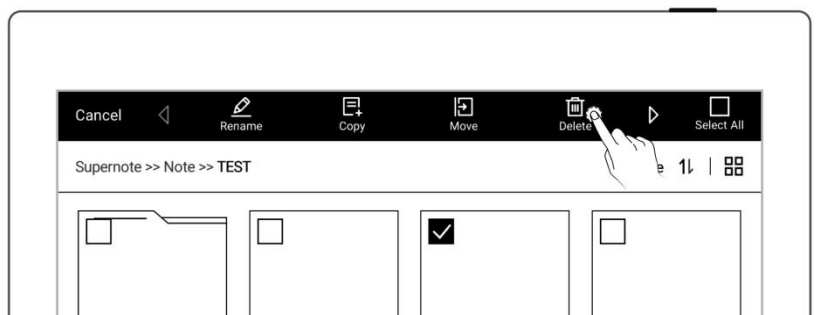 Cancel
Rename
Copy
Move
Delete
Select All
Supernote >> Note >> TEST